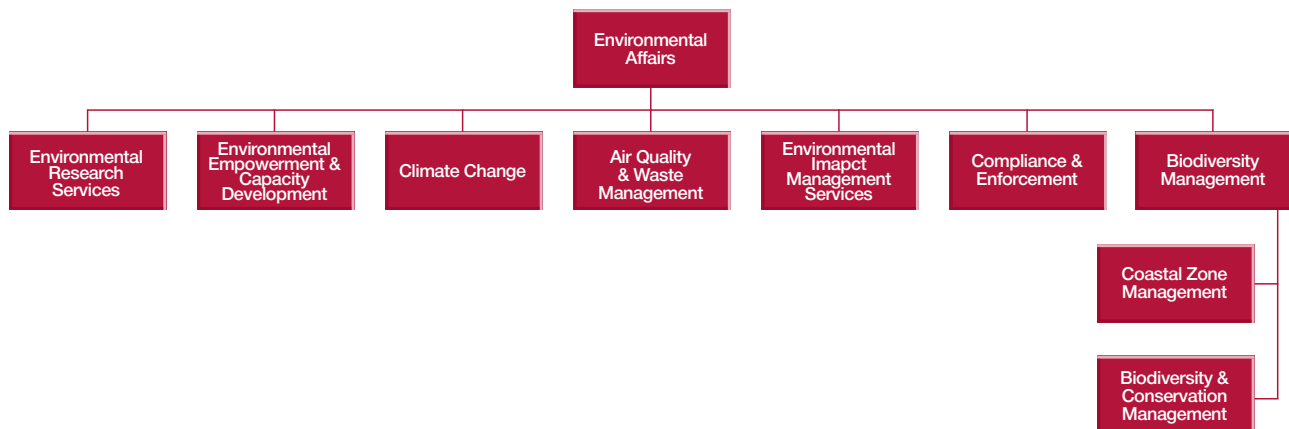 Environmental
Affairs
Environmental
Research
Services
Environmental
Empowerment &
Capacity
Development
Climate Change
Air Quality
& Waste
Management
Environmental
Imapct
Management
Services
Compliance &
Enforcement
Biodiversity
Management
Coastal Zone
Management
Biodiversity &
Conservation
Management